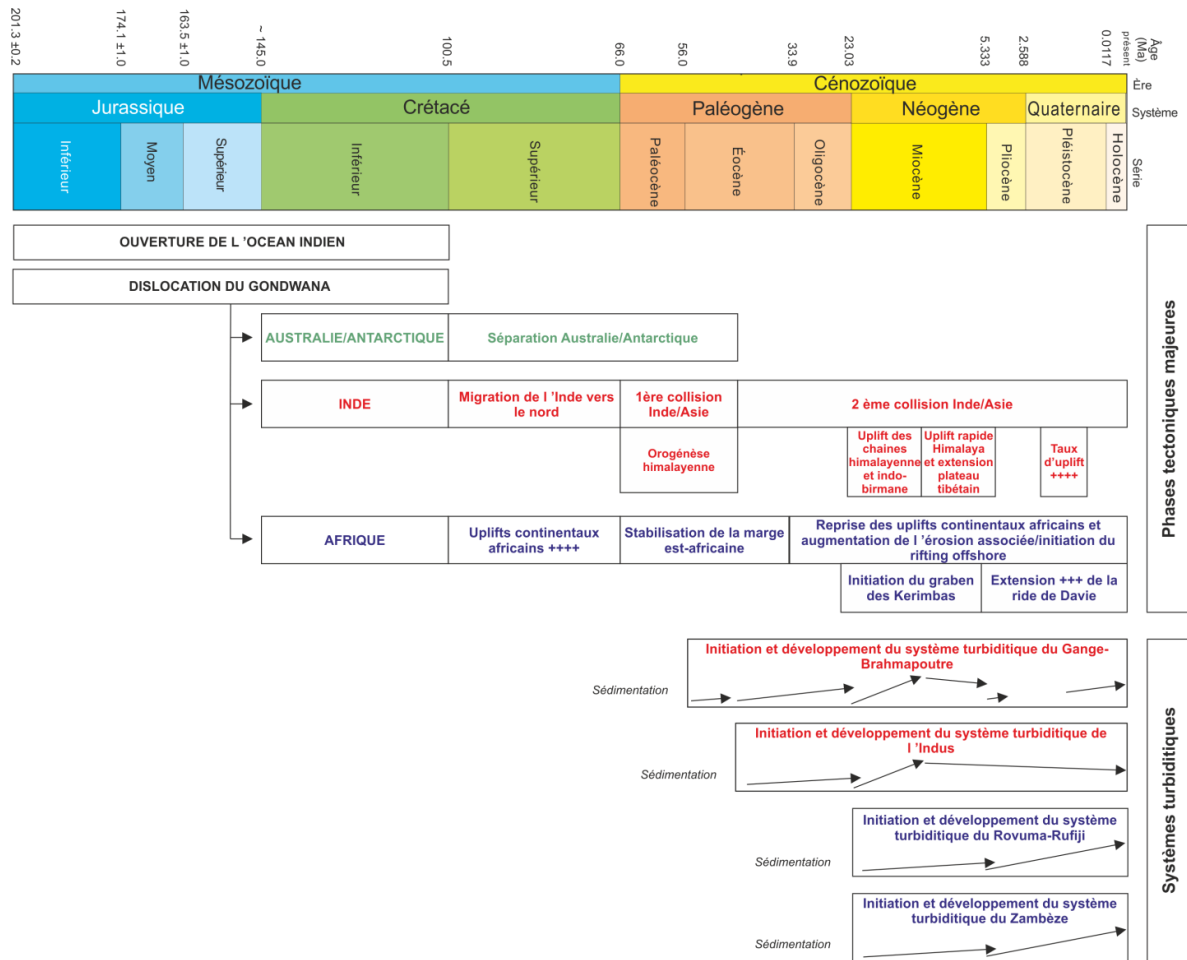 201.3 ±0.2
174.1 ±1.0
163.5 ±1.0
~ 145.0
100.5
66.0
56.0
33.9
23.03
5.333
2.588
0.0117
présent
Âge
(Ma)
Mésozoïque
Cénozoïque
Ère
Jurassique
Crétacé
Paléogène
Néogène
Quaternaire
Système
Inférieur
Moyen
Supérieur
Inférieur
Supérieur
Paléocène
Éocène
Oligocène
Miocène
Pliocène
Pléistocène
Holocène
Série
OUVERTURE DE L 'OCEAN INDIEN
DISLOCATION DU GONDWANA
AUSTRALIE/ANTARCTIQUE
Séparation Australie/Antarctique
INDE
Migration de l 'Inde vers
le nord
1ère collision
Inde/Asie
2 ème collision Inde/Asie
Orogénèse
himalayenne
Uplift des
chaines
himalayenne
et indo-
birmane
Uplift rapide
Himalaya
et extension
plateau
tibétain
Taux
d'uplift
++++
AFRIQUE
Uplifts continentaux
africains ++++
Stabilisation de la marge
est-africaine
Reprise des uplifts continentaux africains et
augmentation de l 'érosion associée/initiation du
rifting offshore
Initiation du graben
des Kerimbas
Extension +++ de la
ride de Davie
Phases tectoniques majeures
Initiation et développement du système turbiditique du Gange-
Brahmapoutre
Sédimentation
Initiation et développement du système turbiditique de
l 'Indus
Sédimentation
Initiation et développement du système
turbiditique du Rovuma-Rufiji
Sédimentation
Initiation et développement du système
turbiditique du Zambèze
Sédimentation
Systèmes turbiditiques